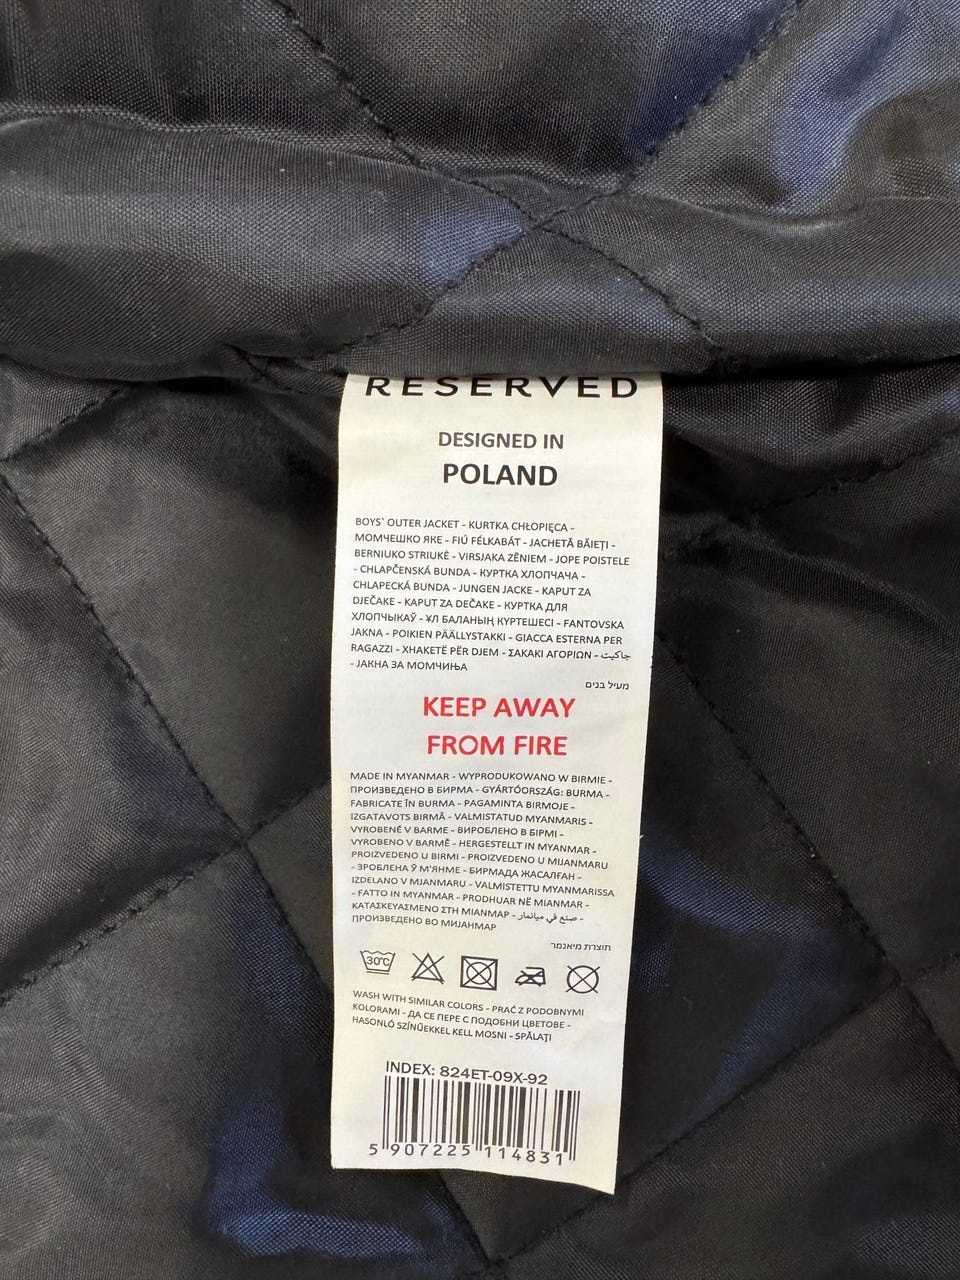 RESERVED
DESIGNED IN
POLAND
BOYS` OUTER JACKET - KURTKA CHŁOPIĘCA -
МОМЧЕШКО ЯКЕ - FIÚ FÉLKABÁT - JACHETĂ BĂIEȚI -
BERNIUKO STRIUKĖ - VIRSJAKA ZĒNIEM - JOPE POISTELE
- CHLAPČENSKÁ BUNDA - КУРТКА ХЛОПЧАЧА -
CHLAPECKÁ BUNDA - JUNGEN JACKE - KAPUT ZA
DJEČAKE - KAPUT ZA DEČAKE - КУРТКА ДЛЯ
ХЛОПЧЫКАЎ - ҰЛ БАЛАНЫҢ КҮРТЕШЕСІ - FANTOVSKA
JAKNA - POIKIEN PÄÄLLYSTAKKI - GIACCA ESTERNA PER
RAGAZZI - XHAKETË PËR DJEM - ΣΑΚΑΚΙ ΑΓΟΡΙΩΝ - جاكيت
- ЈАКНА ЗА МОМЧИЊА
מעיל בנים
KEEP AWAY
FROM FIRE
MADE IN MYANMAR - WYPRODUKOWANO W BIRMIE -
ПРОИЗВЕДЕНО В БИРМА - GYÁRTÓORSZÁG: BURMA -
FABRICATE ÎN BURMA - PAGAMINTA BIRMOJE -
IZGATAVOTS BIRMĀ - VALMISTATUD MYANMARIS -
VYROBENÉ V BARME - ВИРОБЛЕНО В БІРМІ -
VYROBENO V BARMĚ - HERGESTELLT IN MYANMAR -
PROIZVEDENO U BIRMI - PROIZVEDENO U MIJANMARU
- ЗРОБЛЕНА Ў М'ЯНМЕ - БИРМАДА ЖАСАЛҒАН -
IZDELANO V MJANMARU - VALMISTETTU MYANMARISSA
- FATTO IN MYANMAR - PRODHUAR NË MIANMAR -
ΚΑΤΑΣΚΕΥΑΣΜΕΝΟ ΣΤΗ ΜΙΑΝΜΑΡ - صنع في ميانمار -
ПРОИЗВЕДЕНО ВО МИЈАНМАР
תוצרת מיאנמר
30°C
WASH WITH SIMILAR COLORS - PRAĆ Z PODOBNYMI
KOLORAMI - ДА СЕ ПЕРЕ С ПОДОБНИ ЦВЕТОВЕ -
HASONLÓ SZÍNŰEKKEL KELL MOSNI - SPĂLAȚI
INDEX: 824ET-09X-92
5 907225 114831